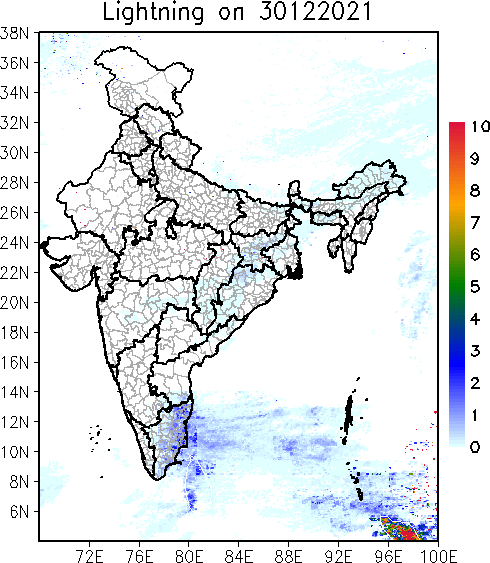 Lightning on 30122021
38N
36N
34N
32N
30N
28N
26N
24N
22N
20N
18N
16N
14N
12N
10N
8N
6N
72E 76E 80E 84E 88E 92E 96E 100E
10
9
8
7
6
5
4
3
2
1
0